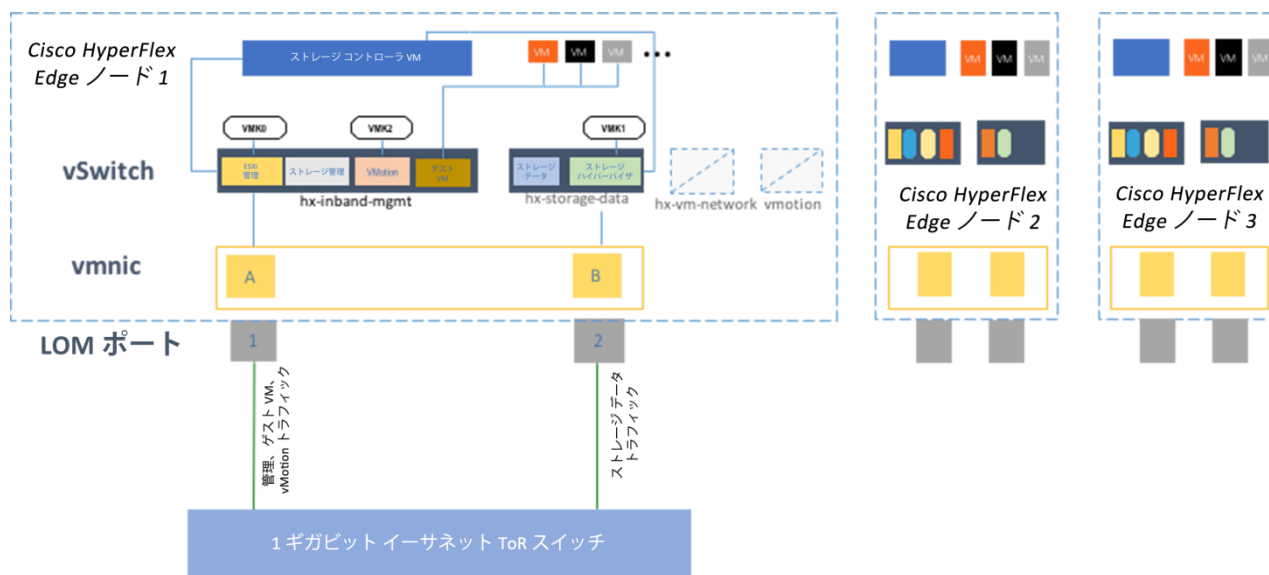 Cisco HyperFlex
Edge ノード 1
ストレージ コントローラ VM
VM
VM
VM
•••
VMK0
VMK2
VMK1
vSwitch
ESXi
管理
ストレージ管理
VMotion
ゲスト
VM
ストレージ
データ
ストレージ
ハイパーバイザ
hx-inband-mgmt
hx-storage-data
hx-vm-network
vmotion
vmnic
A
B
LOM ポート
1
2
管理、ゲスト VM、
vMotion トラフィック
ストレージ データ
トラフィック
1 ギガビット イーサネット ToR スイッチ
VM
VM
VM
Cisco HyperFlex
Edge ノード 2
VM
VM
VM
Cisco HyperFlex
Edge ノード 3